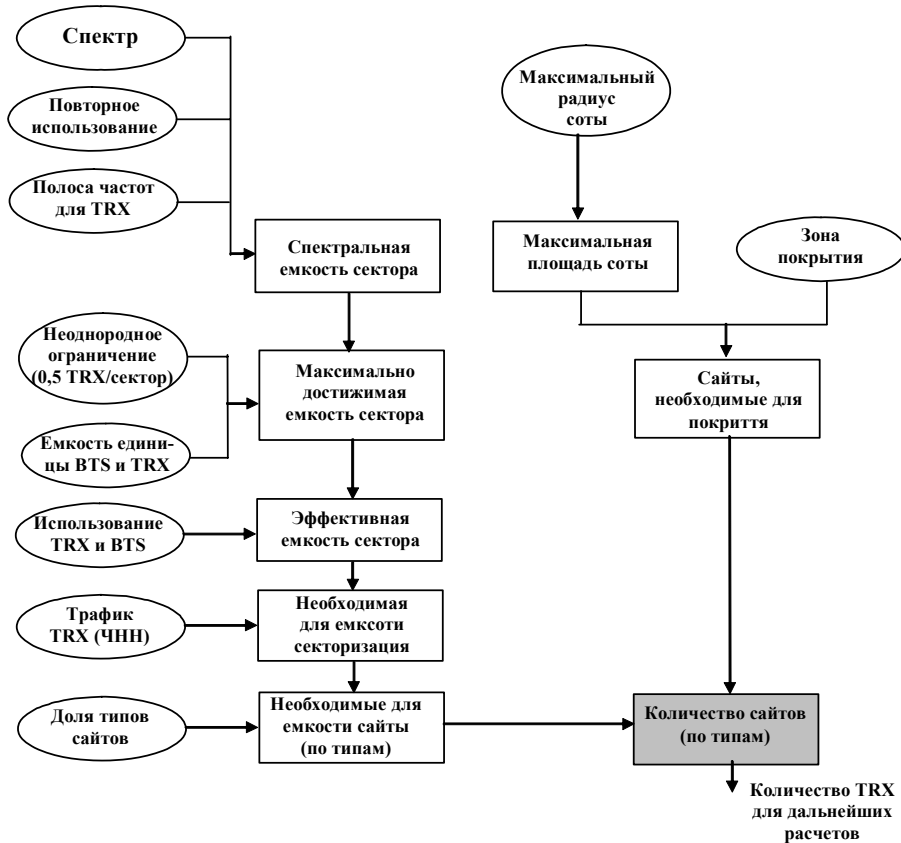 Спектр
Повторное
использование
Полоса частот
для TRX
Спектральная
емкость сектора
Неоднородное
ограничение
(0,5 TRX/сектор)
Максимально
достижимая
емкость сектора
Емкость едини-
цы BTS и TRX
Использование
TRX и BTS
Эффективная
емкость сектора
Трафик
TRX (ЧНН)
Необходимая
для емксоти
секторизация
Доля типов
сайтов
Необходимые для
емкости сайты
(по типам)
Максимальный
радиус
соты
Максимальная
площадь соты
Зона
покрытия
Сайты,
необходимые для
покриття
Количество сайтов
(по типам)
Количество TRX
для дальнейших
расчетов